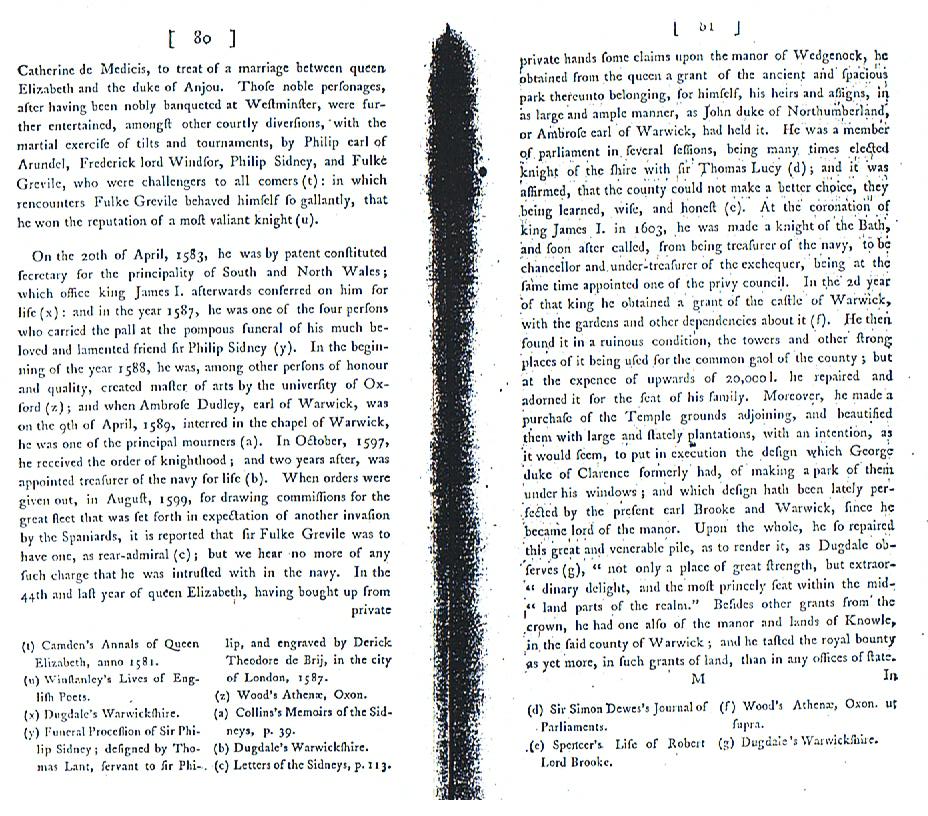 [ 80 ]
Catherine de Medicis, to treat of a marriage between queen
Elizabeth and the duke of Anjou. Thoſe noble perſonages,
after having been nobly banqueted at Weſtminſter, were fur-
ther entertained, amongſt other courtly diverſions, with the
martial exerciſe of tilts and tournaments, by Philip earl of
Arundel, Frederick lord Windſor, Philip Sidney, and Fulke
Grevile, who were challengers to all comers (t): in which
rencounters Fulke Grevile behaved himſelf ſo gallantly, that
he won the reputation of a moſt valiant knight (u).
On the 20th of April, 1583, he was by patent conſtituted
ſecretary for the principality of South and North Wales;
which office king James I. afterwards conferred on him for
life (x): and in the year 1587, he was one of the four perſons
who carried the pall at the pompous funeral of his much be-
loved and lamented friend ſir Philip Sidney (y). In the begin-
ning of the year 1588, he was, among other perſons of honour
and quality, created maſter of arts by the univerſity of Ox-
ford (z); and when Ambroſe Dudley, earl of Warwick, was
on the 9th of April, 1589, interred in the chapel of Warwick,
he was one of the principal mourners (a). In October, 1597,
he received the order of knighthood; and two years after, was
appointed treaſurer of the navy for life (b). When orders were
given out, in Auguſt, 1599, for drawing commiſſions for the
great fleet that was ſet forth in expectation of another invaſion
by the Spaniards, it is reported that ſir Fulke Grevile was to
have one, as rear-admiral (c); but we hear no more of any
ſuch charge that he was intruſted with in the navy. In the
44th and laſt year of queen Elizabeth, having bought up from
private
(t) Camden's Annals of Queen
Elizabeth, anno 1581.
(u) Winſtanley's Lives of Eng-
liſh Poets.
(x) Dugdale's Warwickſhire.
(y) Funeral Proceſſion of Sir Phi-
lip Sidney; deſigned by Tho-
mas Lant, ſervant to ſir Phi-
lip, and engraved by Derick
Theodore de Brij, in the city
of London, 1587.
(z) Wood's Athenæ, Oxon.
(a) Collins's Memoirs of the Sid-
neys, p. 39.
(b) Dugdale's Warwickſhire.
(c) Letters of the Sidneys, p. 113.
[ 81 ]
private hands ſome claims upon the manor of Wedgenock, he
obtained from the queen a grant of the ancient and ſpacious
park thereunto belonging, for himſelf, his heirs and aſſigns, in
as large and ample manner, as John duke of Northumberland,
or Ambroſe earl of Warwick, had held it. He was a member
of parliament in ſeveral ſeſſions, being many times elected
knight of the ſhire with ſir Thomas Lucy (d); and it was
affirmed, that the county could not make a better choice, they
being learned, wiſe, and honeſt (e). At the coronation of
king James I. in 1603, he was made a knight of the Bath,
and ſoon after called, from being treaſurer of the navy, to be
chancellor and under-treaſurer of the exchequer, being at the
ſame time appointed one of the privy council. In the 2d year
of that king he obtained a grant of the caſtle of Warwick,
with the gardens and other dependencies about it (f). He then
found it in a ruinous condition, the towers and other ſtrong
places of it being uſed for the common gaol of the county; but
at the expence of upwards of 20,000l. he repaired and
adorned it for the ſeat of his family. Moreover, he made a
purchaſe of the Temple grounds adjoining, and beautified
them with large and ſtately plantations, with an intention, as
it would ſeem, to put in execution the deſign which George
duke of Clarence formerly had, of making a park of them
under his windows; and which deſign hath been lately per-
fected by the preſent earl Brooke and Warwick, ſince he
became lord of the manor. Upon the whole, he ſo repaired
this great and venerable pile, as to render it, as Dugdale ob-
ſerves (g), “ not only a place of great ſtrength, but extraor-
“ dinary delight, and the moſt princely ſeat within the mid-
“ land parts of the realm.” Beſides other grants from the
crown, he had one alſo of the manor and lands of Knowle,
in the ſaid county of Warwick; and he taſted the royal bounty
as yet more, in ſuch grants of land, than in any offices of ſtate.
M In
(d) Sir Simon Dewes's Journal of
Parliaments.
(e) Spencer's Life of Robert
Lord Brooke.
(f) Wood's Athenæ, Oxon. ut
ſupra.
(g) Dugdale's Warwickſhire.